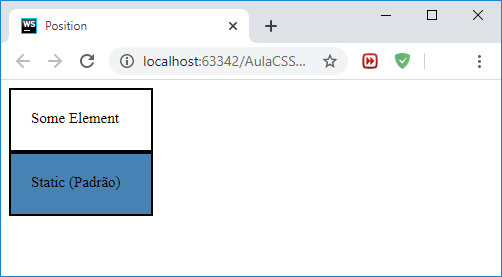 WS
Position
localhost:63342/AulaCSS...
Some Element
Static (Padrão)